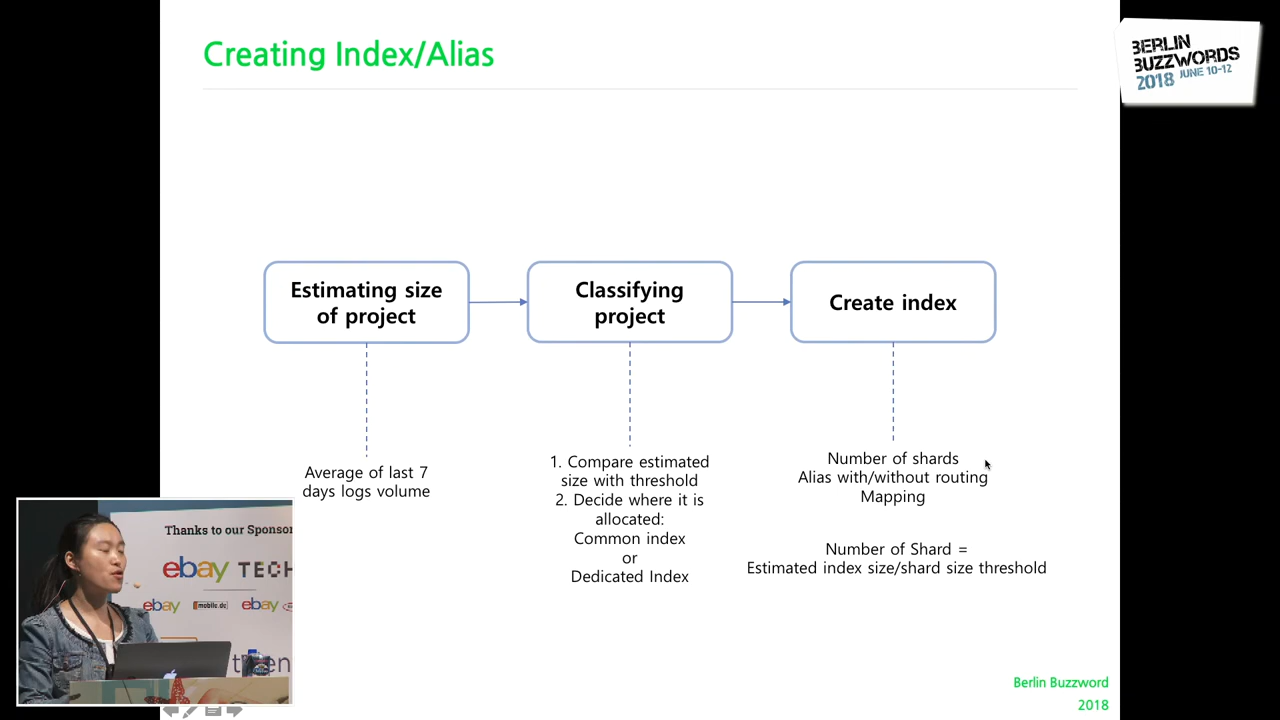 Creating Index/Alias
BERLIN
BUZZWORDS
2018 JUNE 10-12
Estimating size
of project
Classifying
project
Create index
Average of last 7
days logs volume
1. Compare estimated
size with threshold
2. Decide where it is
allocated:
Common index
or
Dedicated Index
Number of shards
Alias with/without routing
Mapping
Number of Shard =
Estimated index size/shard size threshold
Thanks to our Sponsor
ebay TECH
ebay
mobile.de
ebay
Berlin Buzzword
2018